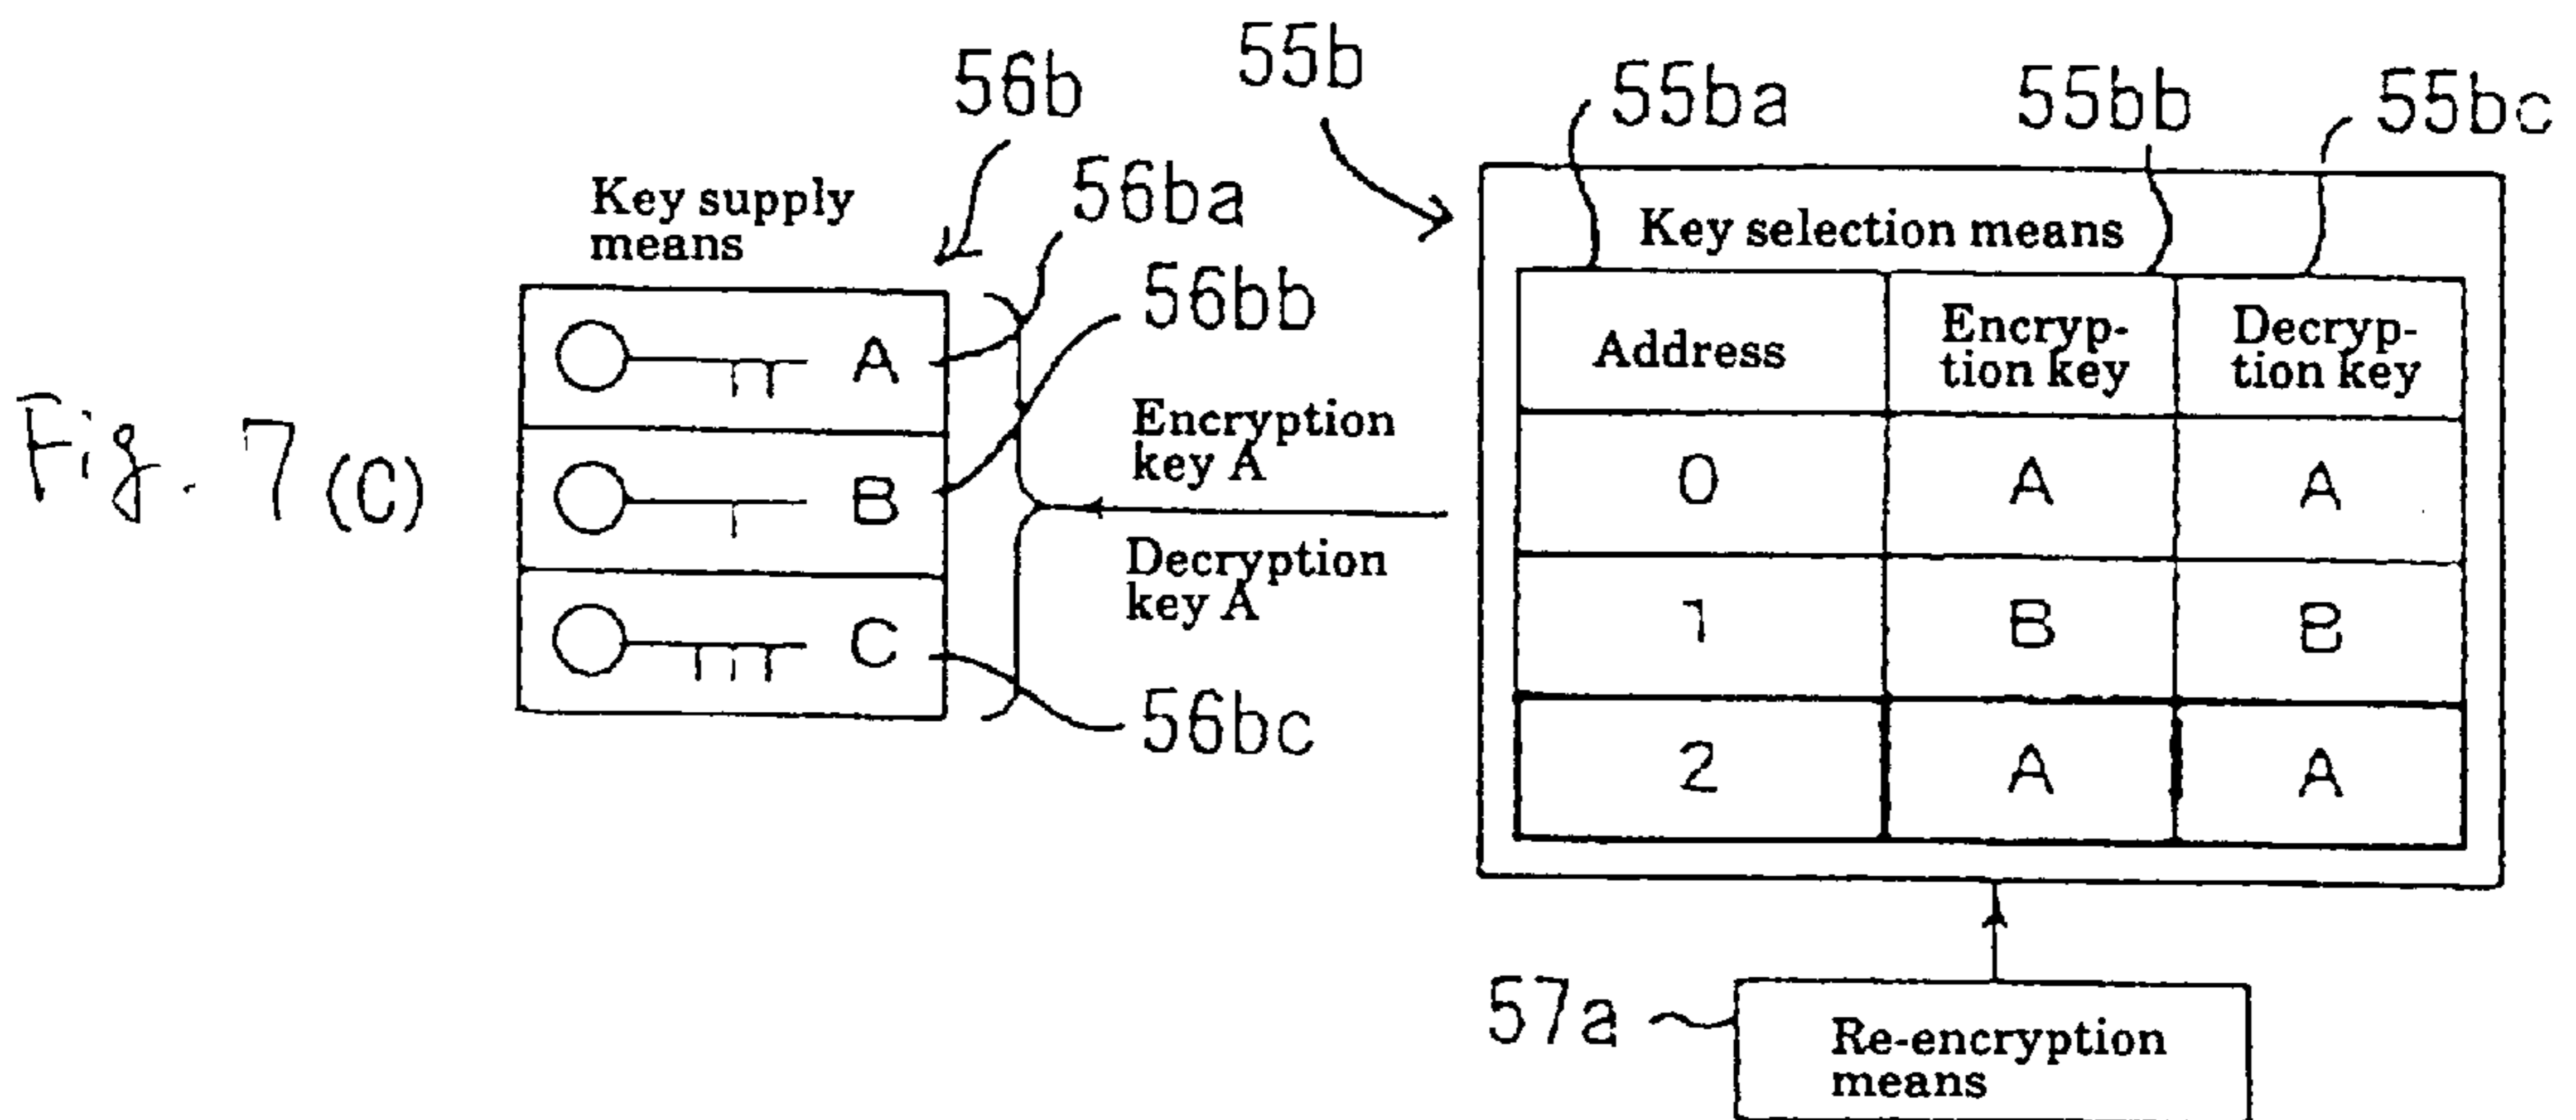 Fig. 7 (C)
56b
Key supply
means
56ba
56bb
A
B
C
56bc
Encryption
key A
Decryption
key A
55b
55ba
55bb
55bc
Key selection means
Address
Encryp-
tion key
Decryp-
tion key
0 A A
1 B B
2 A A
57a
Re-encryption
means